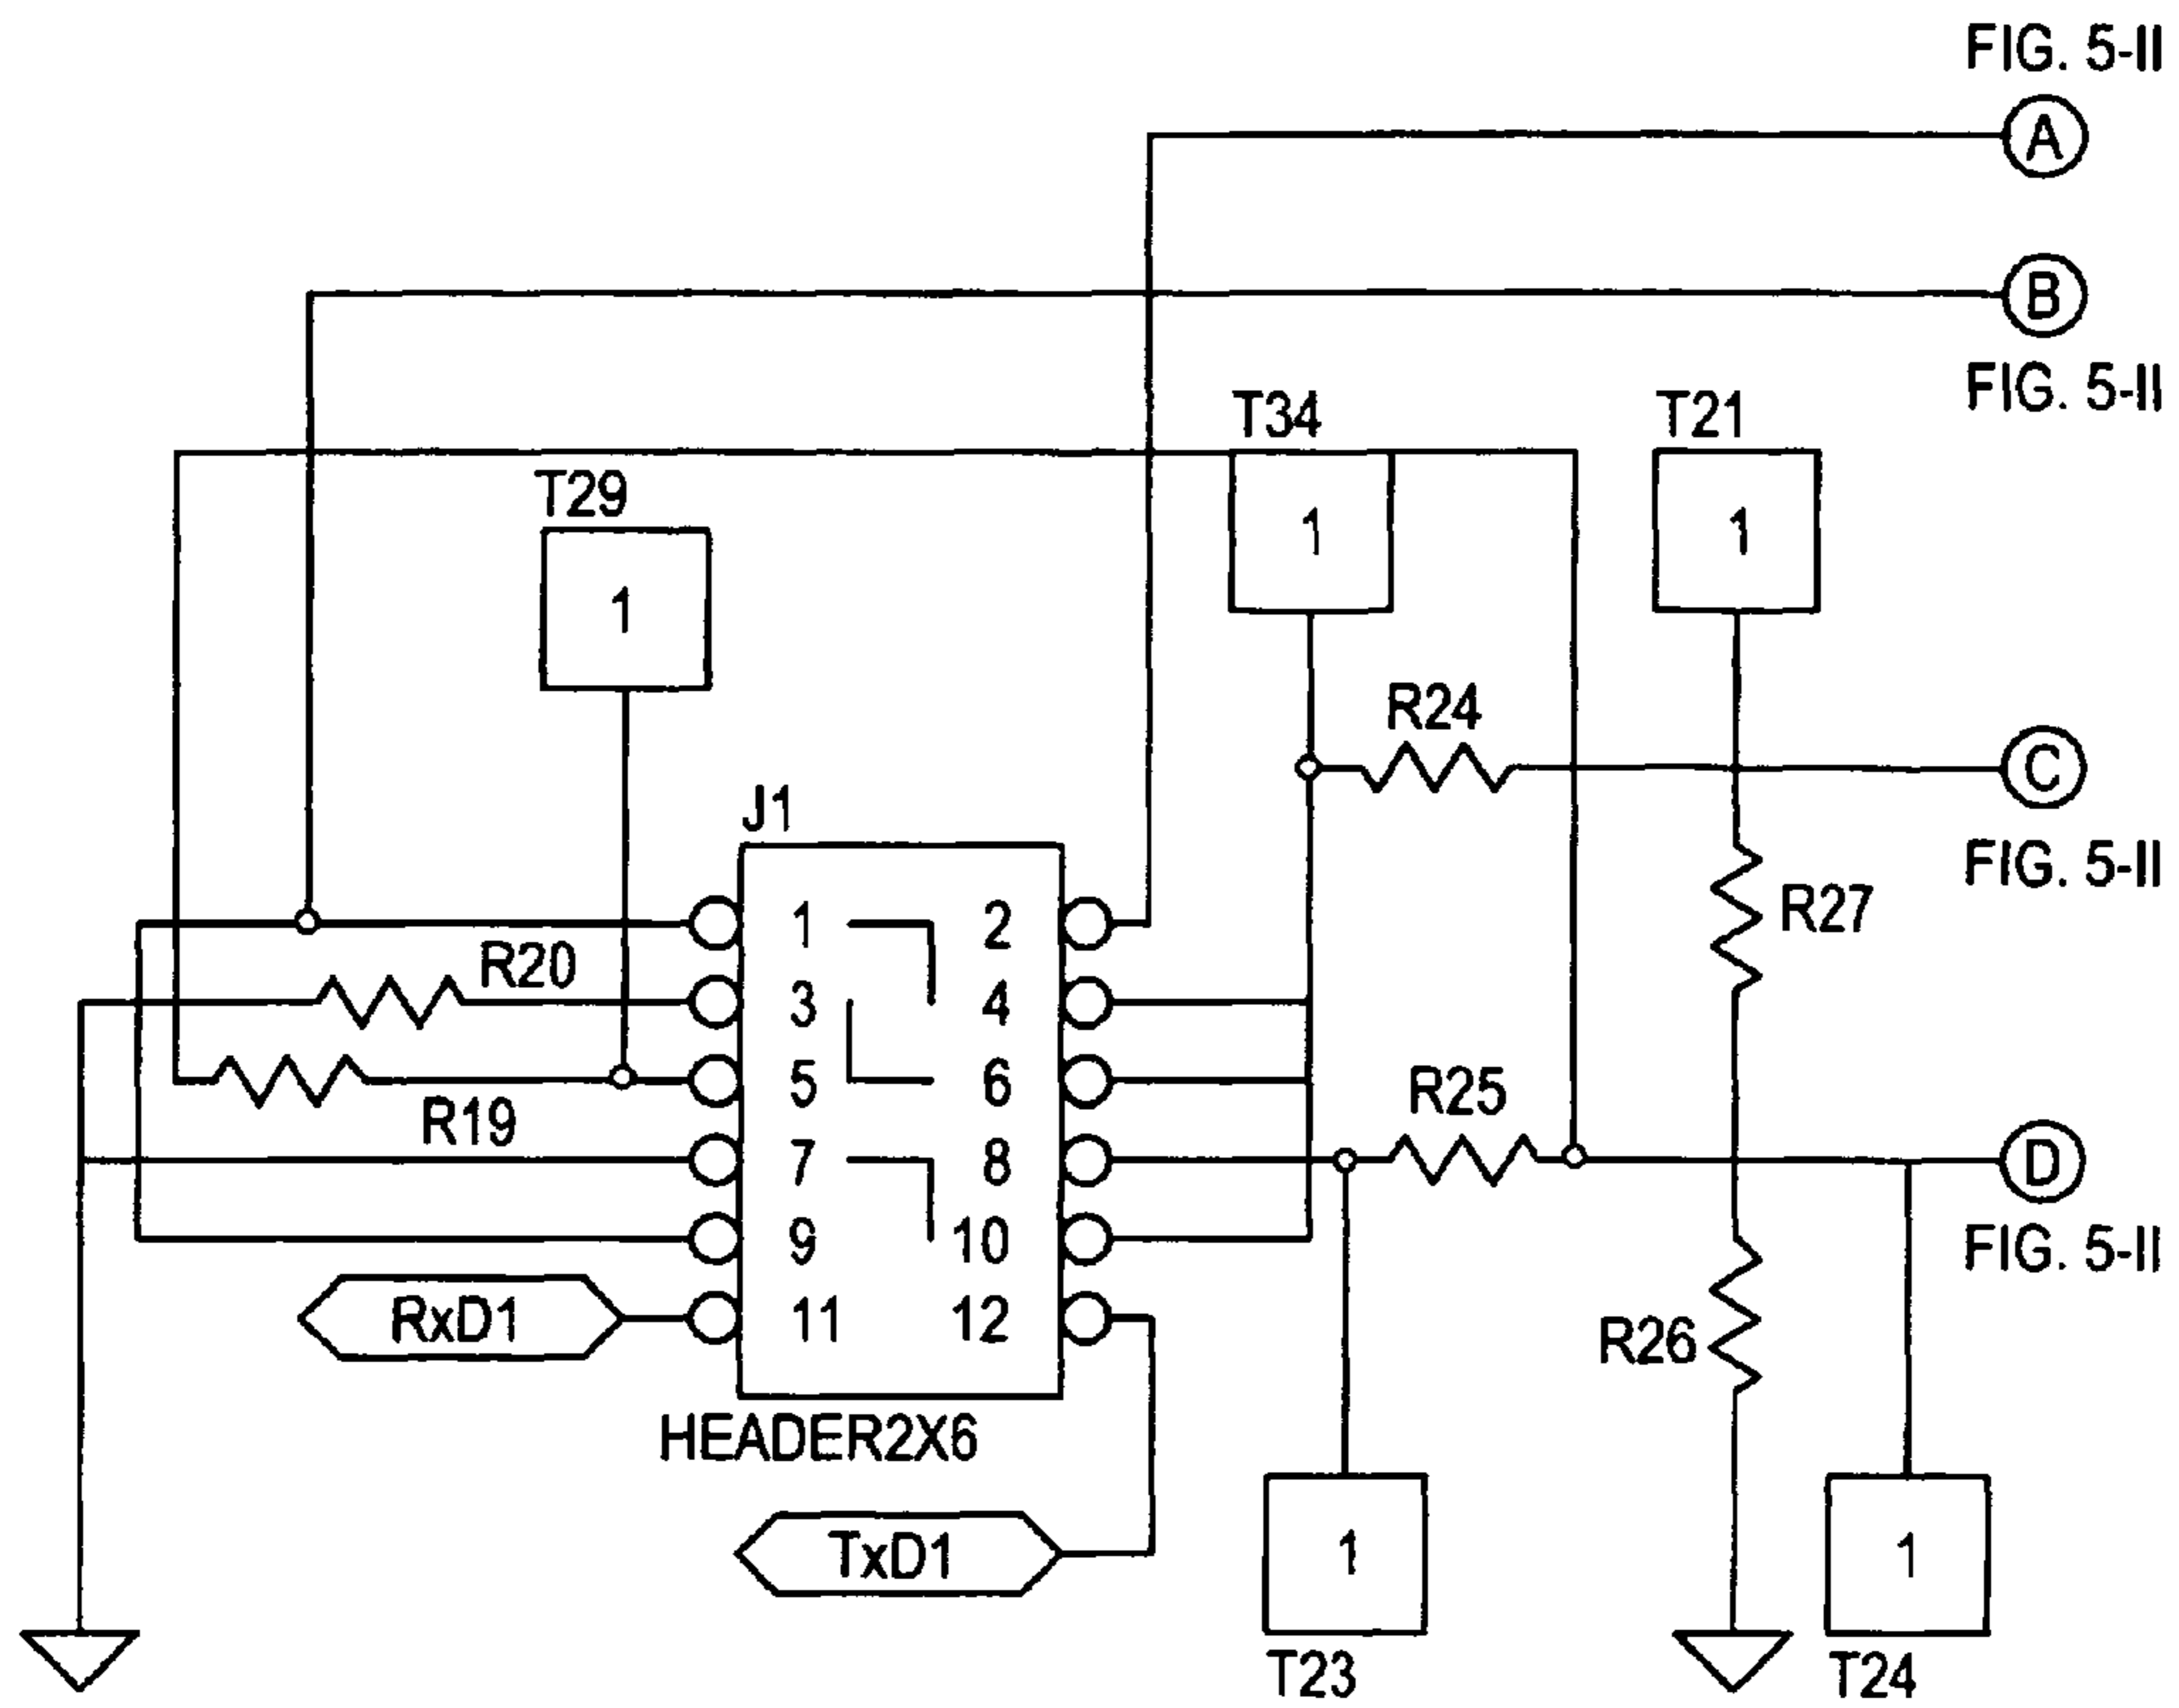 FIG. 5-II
A
B
FIG. 5-II
T34
T21
T29
1
1
1
R24
C
J1
FIG. 5-II
R27
1 2
R20
3 4
5 6
R25
R19
7 8
D
9 10
FIG. 5-II
RxD1
11 12
R26
HEADER2X6
TxD1
1
1
T23
T24